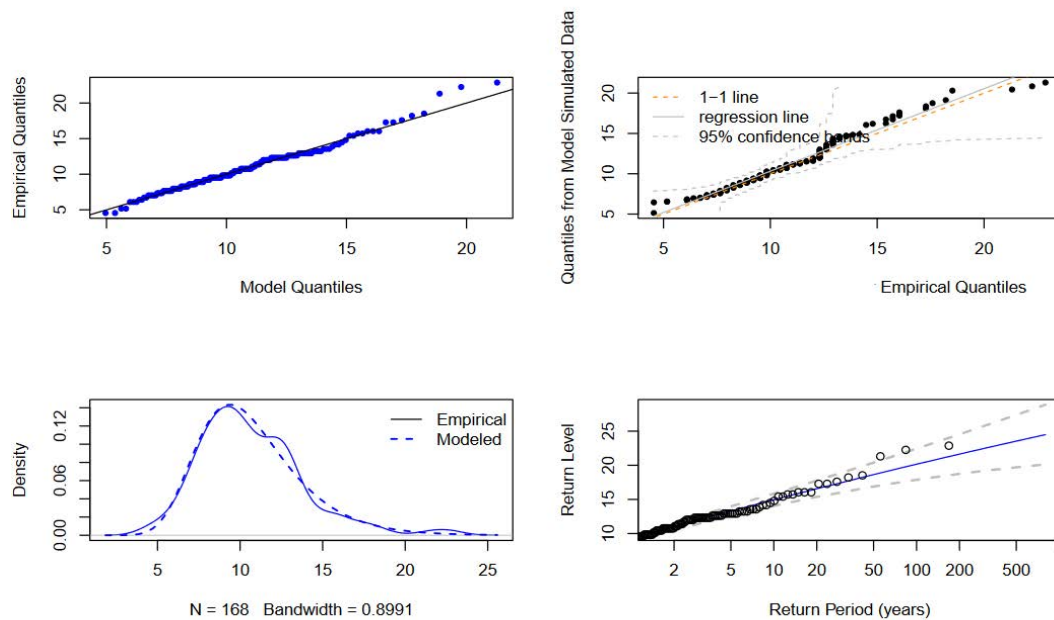 Empirical Quantiles
5 10 15 20
5 10 15 20
Model Quantiles
Quantiles from Model Simulated Data
5 10 15 20
1−1 line
regression line
95% confidence bands
5 10 15 20
Empirical Quantiles
Density
0.00 0.06 0.12
Empirical
Modeled
5 10 15 20 25
N = 168 Bandwidth = 0.8991
Return Level
10 15 20 25
2 5 10 20 50 100 200 500
Return Period (years)